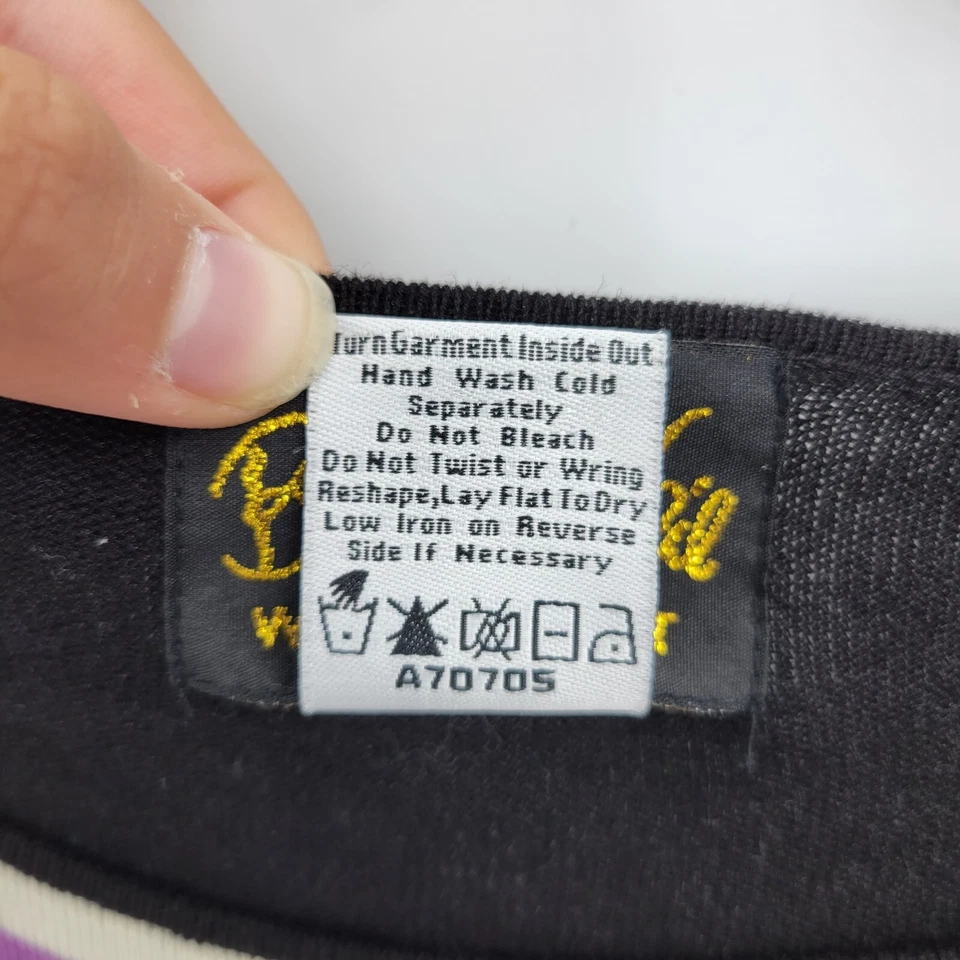 Turn Garment Inside Out
Hand Wash Cold
Separately
Do Not Bleach
Do Not Twist or Wring
Reshape,Lay Flat To Dry
Low Iron on Reverse
Side If Necessary
A70705